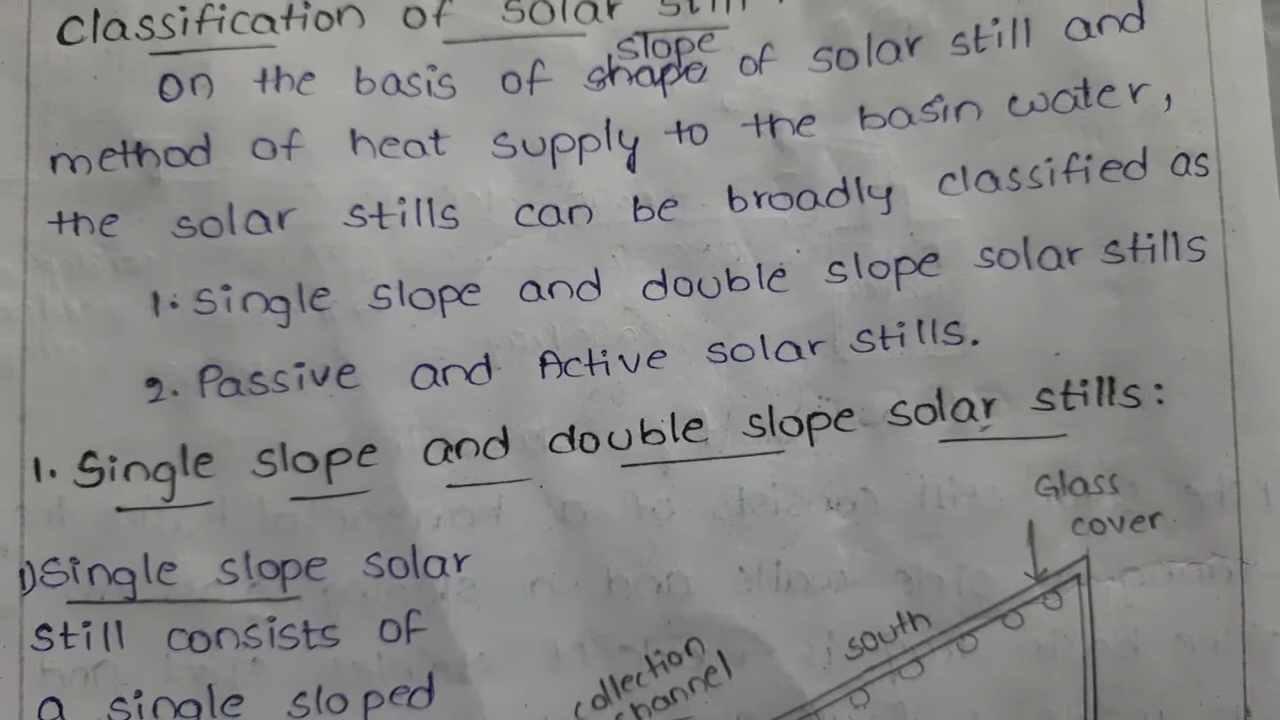 classification of solar still
slope
on the basis of shape of solar still and
method of heat supply to the basin water,
the solar stills can be broadly classified as
1. Single slope and double slope solar stills
2. Passive and Active solar stills.
1. Single slope and double slope solar stills:
Glass
cover
i) Single slope solar
still consists of
a single sloped
south
collection
channel